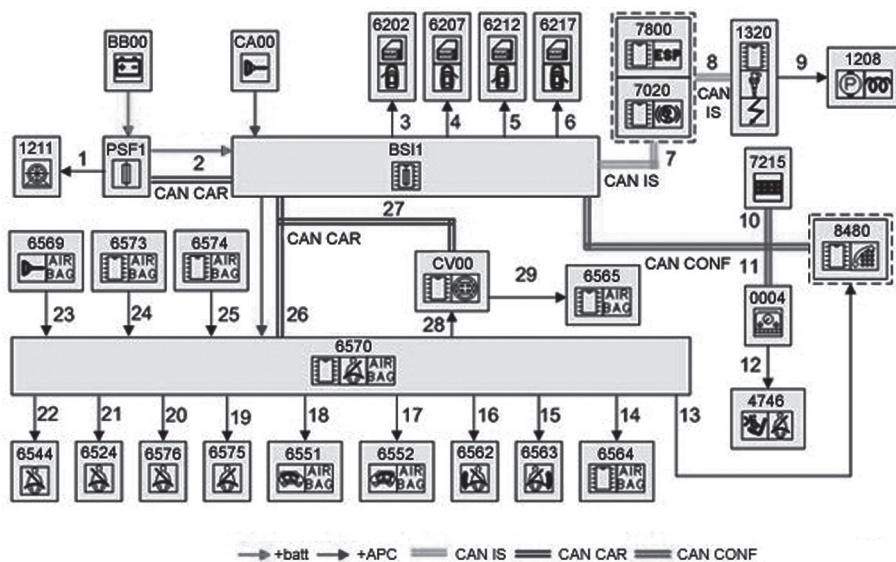 6202 6207 6212 6217
7800
ESP
7020
8
CAN IS
1320
9
1208
P
BB00
CA00
3 4 5 6
1211
1
PSF1
2
CAN CAR
BSI1
CAN IS
7
7215
10
27
CAN CAR
CAN CONF
11
8480
6569
AIR BAG
6573
AIR BAG
6574
AIR BAG
CV00
29
6565
AIR BAG
0004
23 24 25 26 28
12
6570
AIR BAG
4746
22 21 20 19 18 17 16 15 14 13
6544
6524
6576
6575
6551
AIR BAG
6552
AIR BAG
6562
6563
6564
AIR BAG
+batt +APC CAN IS CAN CAR CAN CONF